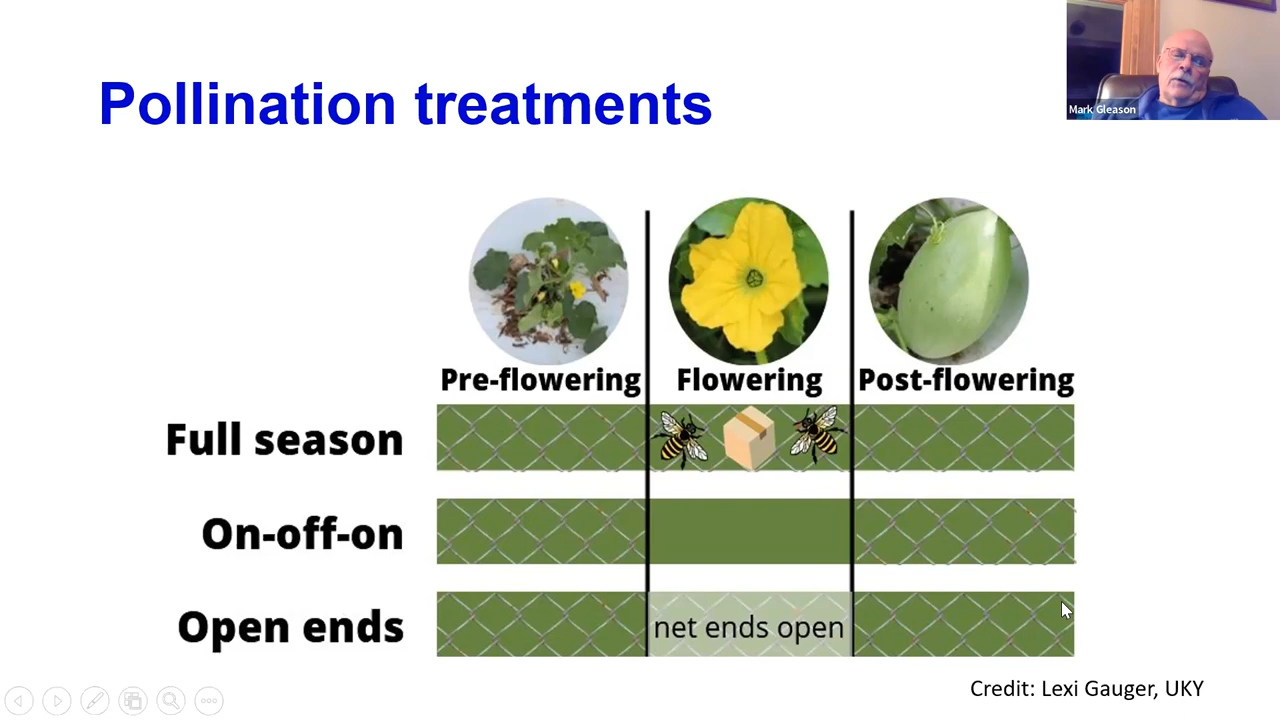 Mark Gleason
Pollination treatments
Pre-flowering
Flowering
Post-flowering
Full season
On-off-on
Open ends
net ends open
Credit: Lexi Gauger, UKY